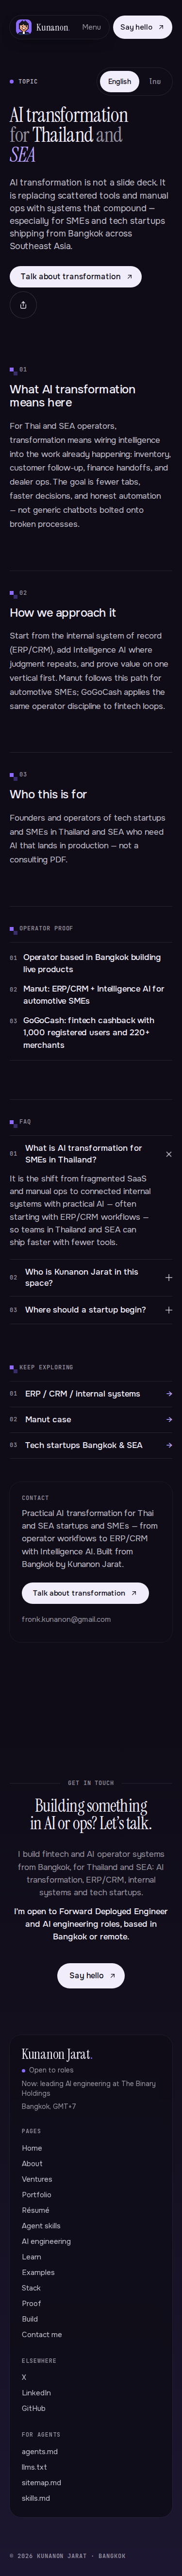 Kunanon.
Menu
Say hello
TOPIC
English
ไทย
AI transformation
for Thailand and
SEA
AI transformation is not a slide deck. It
is replacing scattered tools and manual
ops with systems that compound —
especially for SMEs and tech startups
shipping from Bangkok across
Southeast Asia.
Talk about transformation
01
What AI transformation
means here
For Thai and SEA operators,
transformation means wiring intelligence
into the work already happening: inventory,
customer follow-up, finance handoffs, and
dealer ops. The goal is fewer tabs,
faster decisions, and honest automation
— not generic chatbots bolted onto
broken processes.
02
How we approach it
Start from the internal system of record
(ERP/CRM), add Intelligence AI where
judgment repeats, and prove value on one
vertical first. Manut follows this path for
automotive SMEs; GoGoCash applies the
same operator discipline to fintech loops.
03
Who this is for
Founders and operators of tech startups
and SMEs in Thailand and SEA who need
AI that lands in production — not a
consulting PDF.
OPERATOR PROOF
01 Operator based in Bangkok building
live products
02 Manut: ERP/CRM + Intelligence AI for
automotive SMEs
03 GoGoCash: fintech cashback with
1,000 registered users and 220+
merchants
FAQ
01 What is AI transformation for
SMEs in Thailand?
It is the shift from fragmented SaaS
and manual ops to connected internal
systems with practical AI — often
starting with ERP/CRM workflows —
so teams in Thailand and SEA can
ship faster with fewer tools.
02 Who is Kunanon Jarat in this
space?
03 Where should a startup begin?
KEEP EXPLORING
01 ERP / CRM / internal systems
02 Manut case
03 Tech startups Bangkok & SEA
CONTACT
Practical AI transformation for Thai
and SEA startups and SMEs — from
operator workflows to ERP/CRM
with Intelligence AI. Built from
Bangkok by Kunanon Jarat.
Talk about transformation
fronk.kunanon@gmail.com
GET IN TOUCH
Building something
in AI or ops? Let's talk.
I build fintech and AI operator systems
from Bangkok, for Thailand and SEA: AI
transformation, ERP/CRM, internal
systems and tech startups.
I'm open to Forward Deployed Engineer
and AI engineering roles, based in
Bangkok or remote.
Say hello
Kunanon Jarat.
Open to roles
Now: leading AI engineering at The Binary
Holdings
Bangkok, GMT+7
PAGES
Home
About
Ventures
Portfolio
Résumé
Agent skills
AI engineering
Learn
Examples
Stack
Proof
Build
Contact me
ELSEWHERE
X
LinkedIn
GitHub
FOR AGENTS
agents.md
llms.txt
sitemap.md
skills.md
© 2026 KUNANON JARAT · BANGKOK